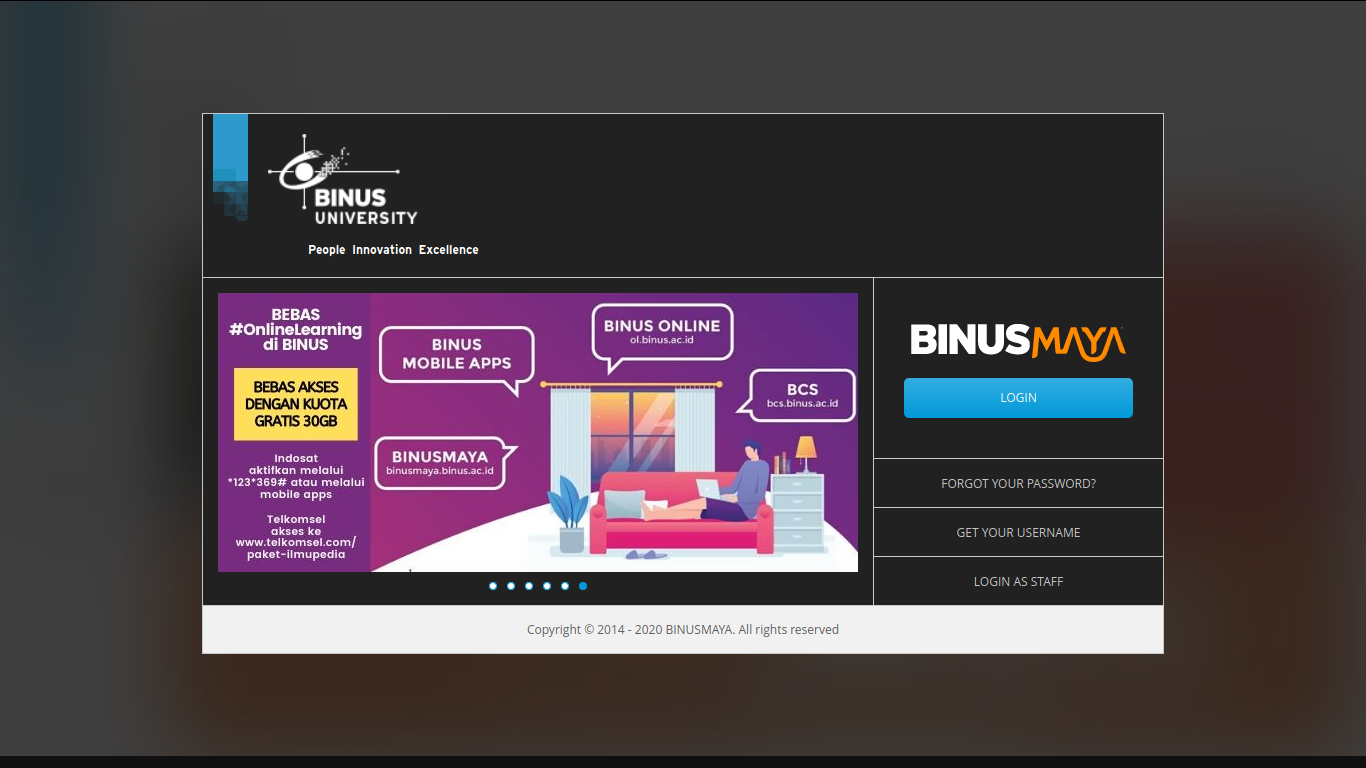 BINUS
UNIVERSITY
People Innovation Excellence
BEBAS
#OnlineLearning
di BINUS
BEBAS AKSES
DENGAN KUOTA
GRATIS 30GB
Indosat
aktifkan melalui
*123*369# atau melalui
mobile apps
Telkomsel
akses ke
www.telkomsel.com/
paket-ilmupedia
BINUS
MOBILE APPS
BINUS ONLINE
ol.binus.ac.id
BCS
bcs.binus.ac.id
BINUSMAYA
binusmaya.binus.ac.id
BINUSMAYA
LOGIN
FORGOT YOUR PASSWORD?
GET YOUR USERNAME
LOGIN AS STAFF
Copyright © 2014 - 2020 BINUSMAYA. All rights reserved